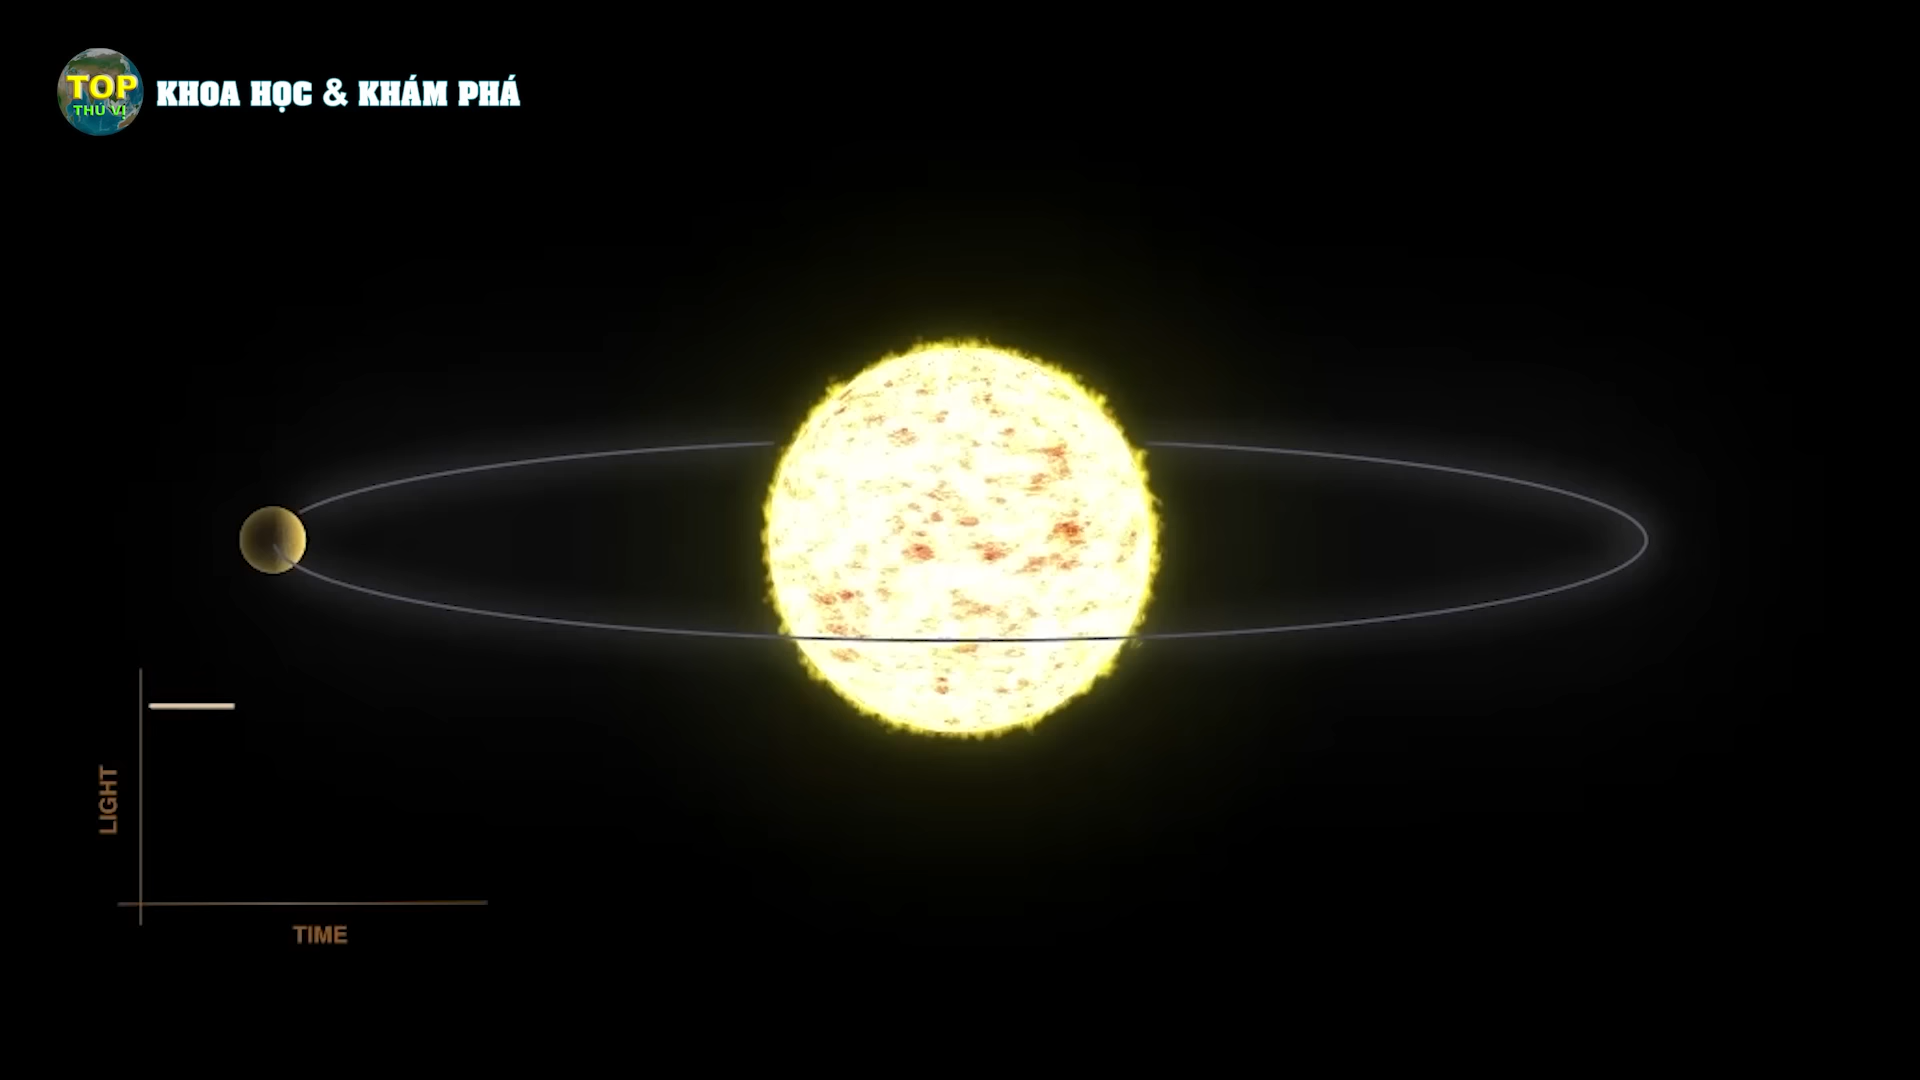 TOP
THÚ VỊ
KHOA HỌC & KHÁM PHÁ
LIGHT
TIME